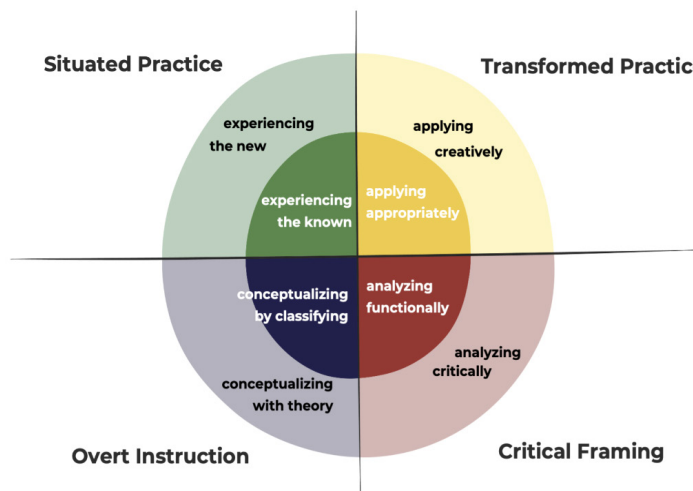 Situated Practice
Transformed Practic
experiencing
the new
applying
creatively
experiencing
the known
applying
appropriately
conceptualizing
by classifying
analyzing
functionally
conceptualizing
with theory
analyzing
critically
Overt Instruction
Critical Framing